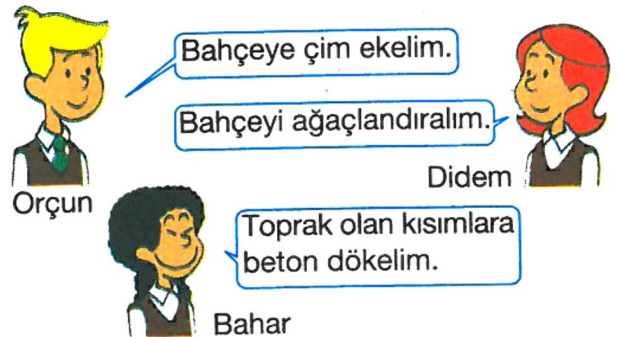 Bahçeye çim ekelim.
Bahçeyi ağaçlandıralım.
Didem
Orçun
Toprak olan kısımlara
beton dökelim.
Bahar